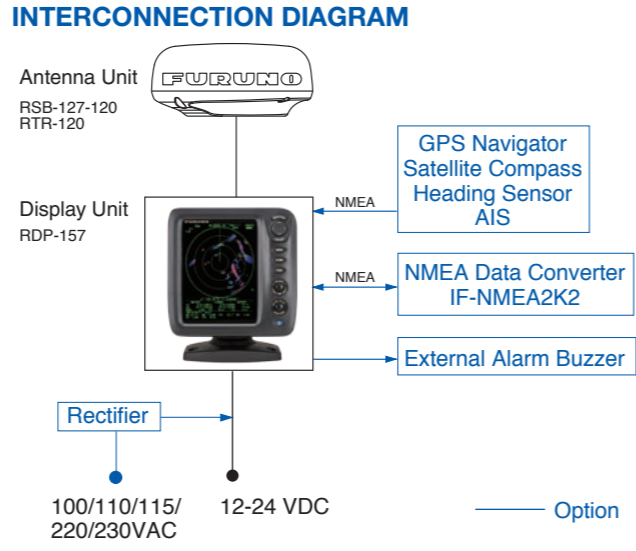 INTERCONNECTION DIAGRAM
Antenna Unit
RSB-127-120
RTR-120
FURUNO
GPS Navigator
Satellite Compass
Heading Sensor
AIS
NMEA
Display Unit
RDP-157
NMEA
NMEA Data Converter
IF-NMEA2K2
External Alarm Buzzer
Rectifier
100/110/115/
220/230VAC
12-24 VDC
Option